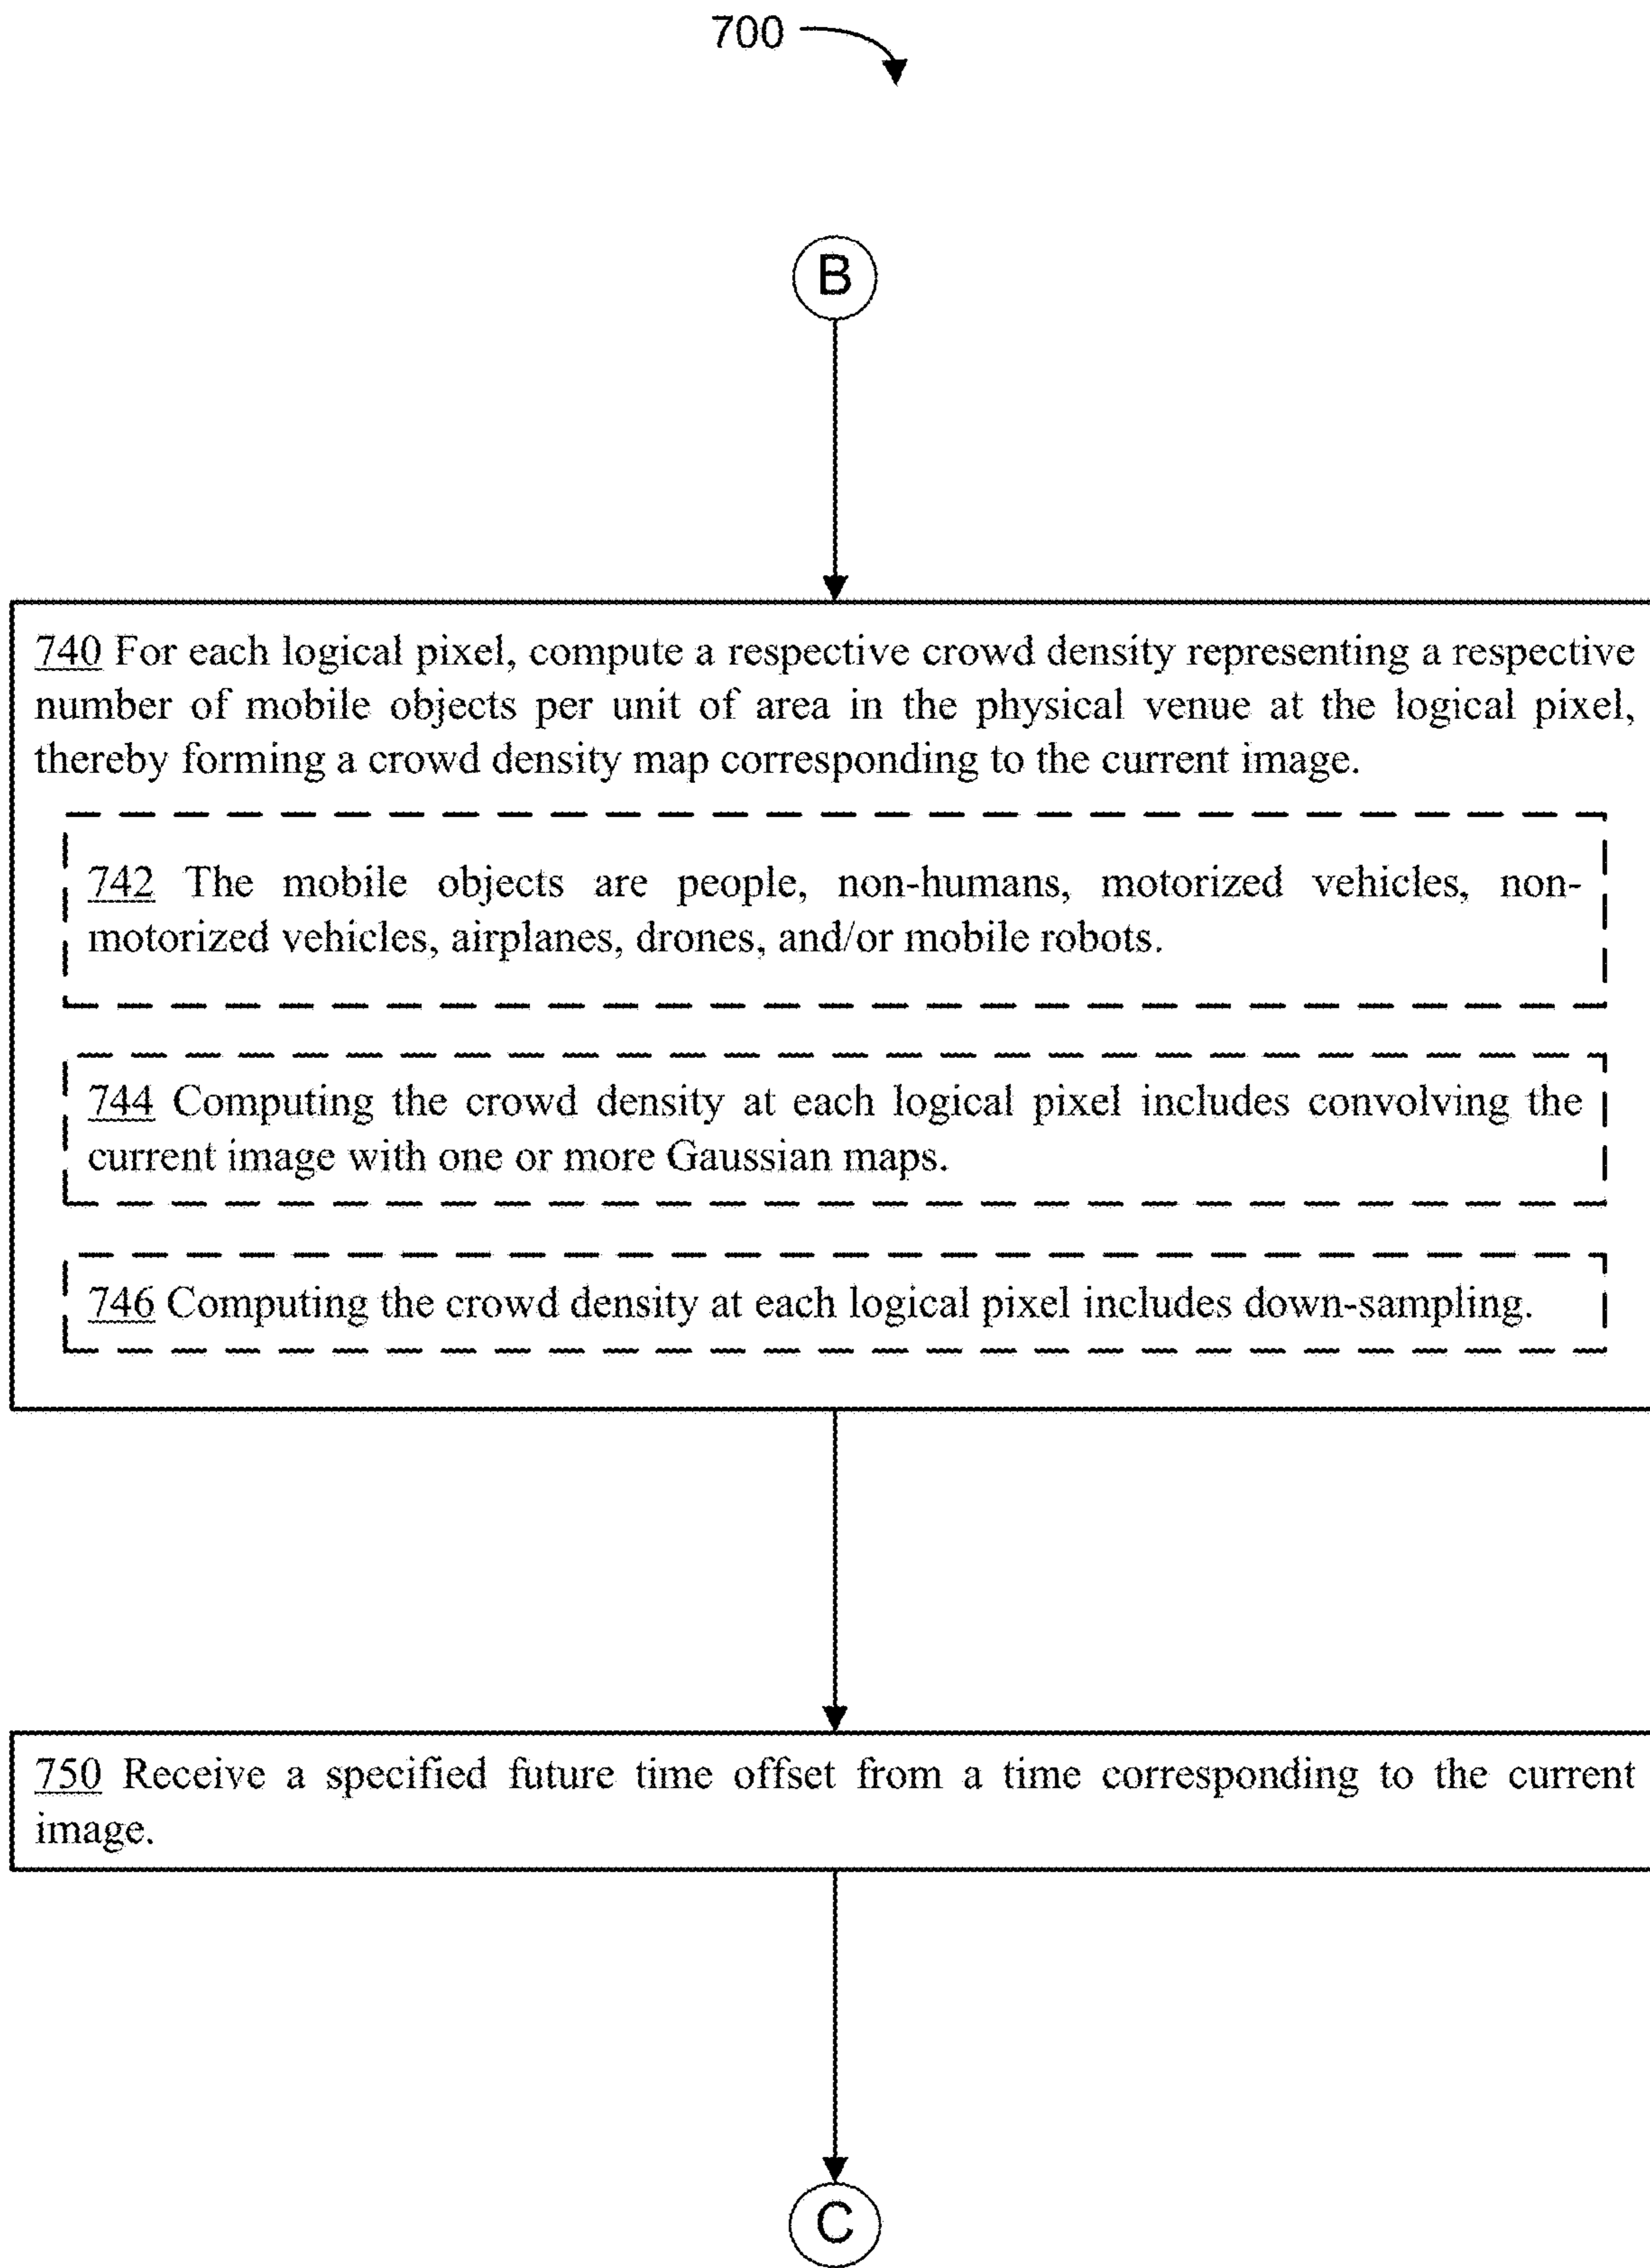 700
B
740 For each logical pixel, compute a respective crowd density representing a respective
number of mobile objects per unit of area in the physical venue at the logical pixel,
thereby forming a crowd density map corresponding to the current image.
742 The mobile objects are people, non-humans, motorized vehicles, non-
motorized vehicles, airplanes, drones, and/or mobile robots.
744 Computing the crowd density at each logical pixel includes convolving the
current image with one or more Gaussian maps.
746 Computing the crowd density at each logical pixel includes down-sampling.
750 Receive a specified future time offset from a time corresponding to the current
image.
C